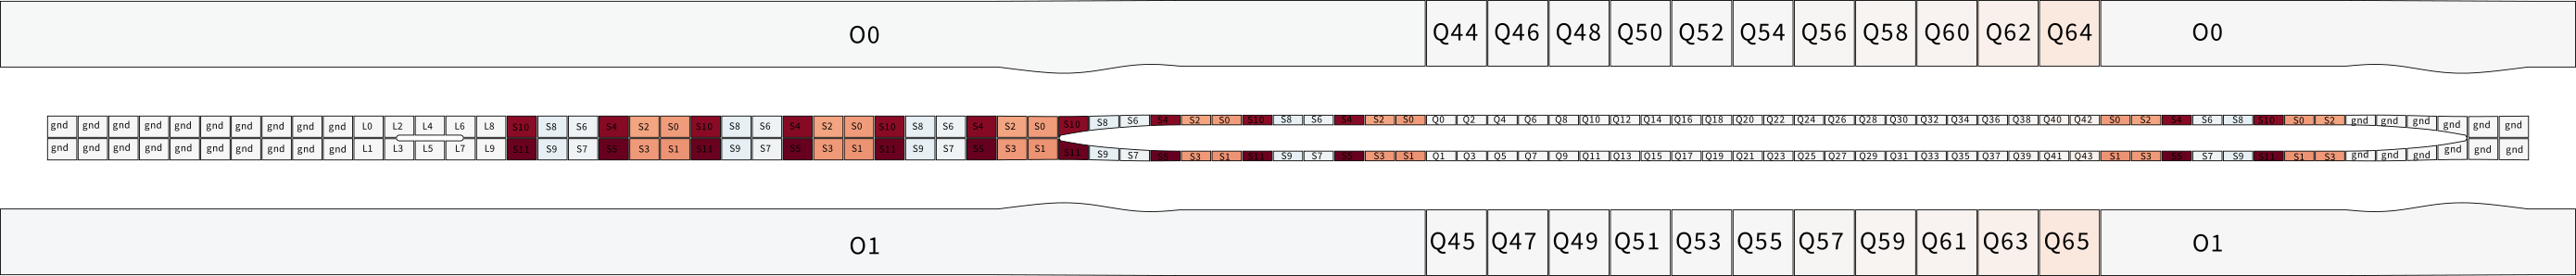 O0 Q44 Q46 Q48 Q50 Q52 Q54 Q56 Q58 Q60 Q62 Q64 O0
gnd gnd gnd gnd gnd gnd gnd gnd gnd gnd L0 L2 L4 L6 L8 S10 S8 S6 S4 S2 S0 S10 S8 S6 S4 S2 S0 S10 S8 S6 S4 S2 S0 S10 S8 S6 S4 S2 S0 S10 S8 S6 S4 S2 S0 Q0 Q2 Q4 Q6 Q8 Q10 Q12 Q14 Q16 Q18 Q20 Q22 Q24 Q26 Q28 Q30 Q32 Q34 Q36 Q38 Q40 Q42 S0 S2 S4 S6 S8 S10 S0 S2 gnd gnd gnd gnd gnd gnd
gnd gnd gnd gnd gnd gnd gnd gnd gnd gnd L1 L3 L5 L7 L9 S11 S9 S7 S5 S3 S1 S11 S9 S7 S5 S3 S1 S11 S9 S7 S5 S3 S1 S11 S9 S7 S5 S3 S1 S11 S9 S7 S5 S3 S1 Q1 Q3 Q5 Q7 Q9 Q11 Q13 Q15 Q17 Q19 Q21 Q23 Q25 Q27 Q29 Q31 Q33 Q35 Q37 Q39 Q41 Q43 S1 S3 S5 S7 S9 S11 S1 S3 gnd gnd gnd gnd gnd gnd
O1 Q45 Q47 Q49 Q51 Q53 Q55 Q57 Q59 Q61 Q63 Q65 O1